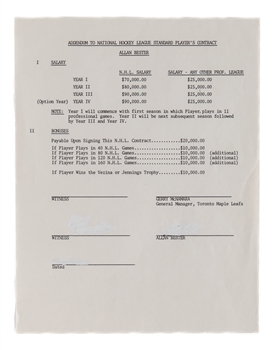 ADDENDUM TO NATIONAL HOCKEY LEAGUE STANDARD PLAYER'S CONTRACT
ALLAN BESTER
I SALARY
N.H.L. SALARY SALARY - ANY OTHER PROF. LEAGUE
YEAR I $70,000.00 $25,000.00
YEAR II $80,000.00 $25,000.00
YEAR III $90,000.00 $25,000.00
(Option Year) YEAR IV $90,000.00 $25,000.00
NOTE: Year I will commence with first season in which Player plays in 11
professional games. Year II will be next subsequent season followed
by Year III and Year IV.
II BONUSES
Payable Upon Signing This N.H.L. Contract..........$20,000.00
If Player Plays in 40 N.H.L. Games..........$10,000.00
If Player Plays in 80 N.H.L. Games..........$10,000.00 (additional)
If Player Plays in 120 N.H.L. Games..........$10,000.00 (additional)
If Player Plays in 160 N.H.L. Games..........$10,000.00 (additional)
If Player Wins the Vezina or Jennings Trophy..........$10,000.00
WITNESS GERRY McNAMARA
General Manager, Toronto Maple Leafs
WITNESS ALLAN BESTER
Dated